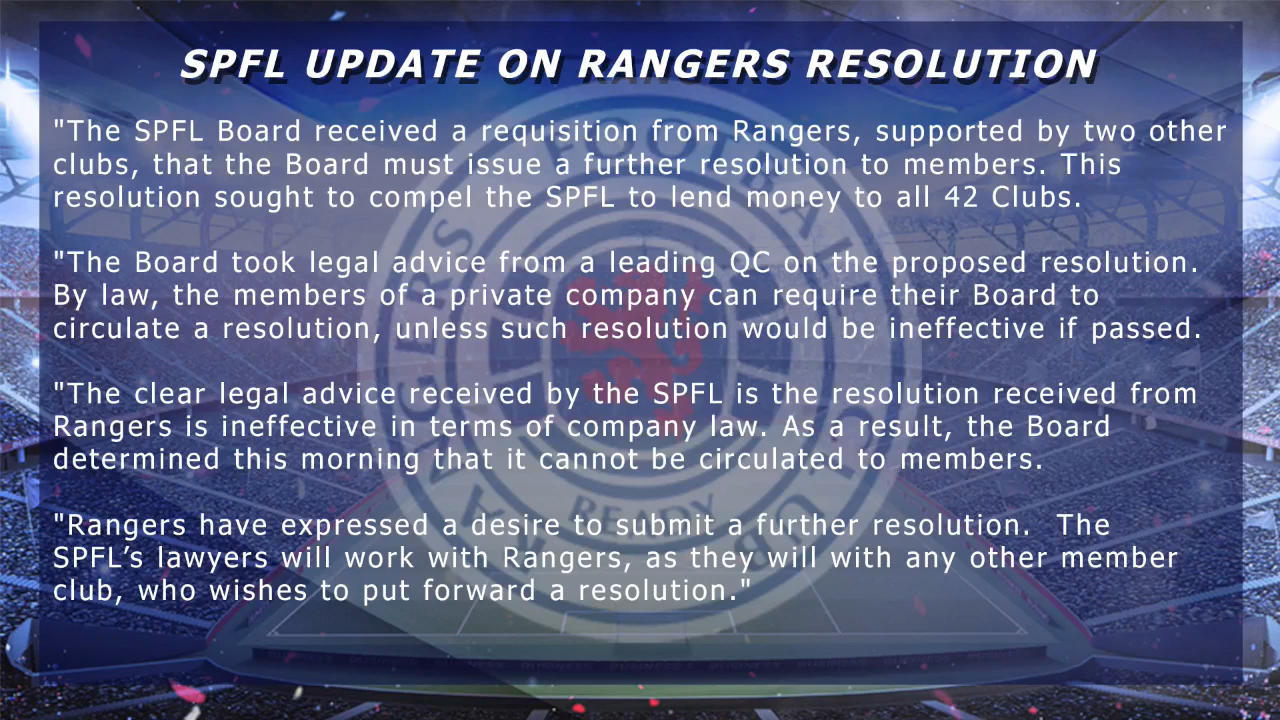 SPFL UPDATE ON RANGERS RESOLUTION
"The SPFL Board received a requisition from Rangers, supported by two other
clubs, that the Board must issue a further resolution to members. This
resolution sought to compel the SPFL to lend money to all 42 Clubs.
"The Board took legal advice from a leading QC on the proposed resolution.
By law, the members of a private company can require their Board to
circulate a resolution, unless such resolution would be ineffective if passed.
"The clear legal advice received by the SPFL is the resolution received from
Rangers is ineffective in terms of company law. As a result, the Board
determined this morning that it cannot be circulated to members.
"Rangers have expressed a desire to submit a further resolution.  The
SPFL’s lawyers will work with Rangers, as they will with any other member
club, who wishes to put forward a resolution."
RANGERS
FOOTBALL
CLUB
READY